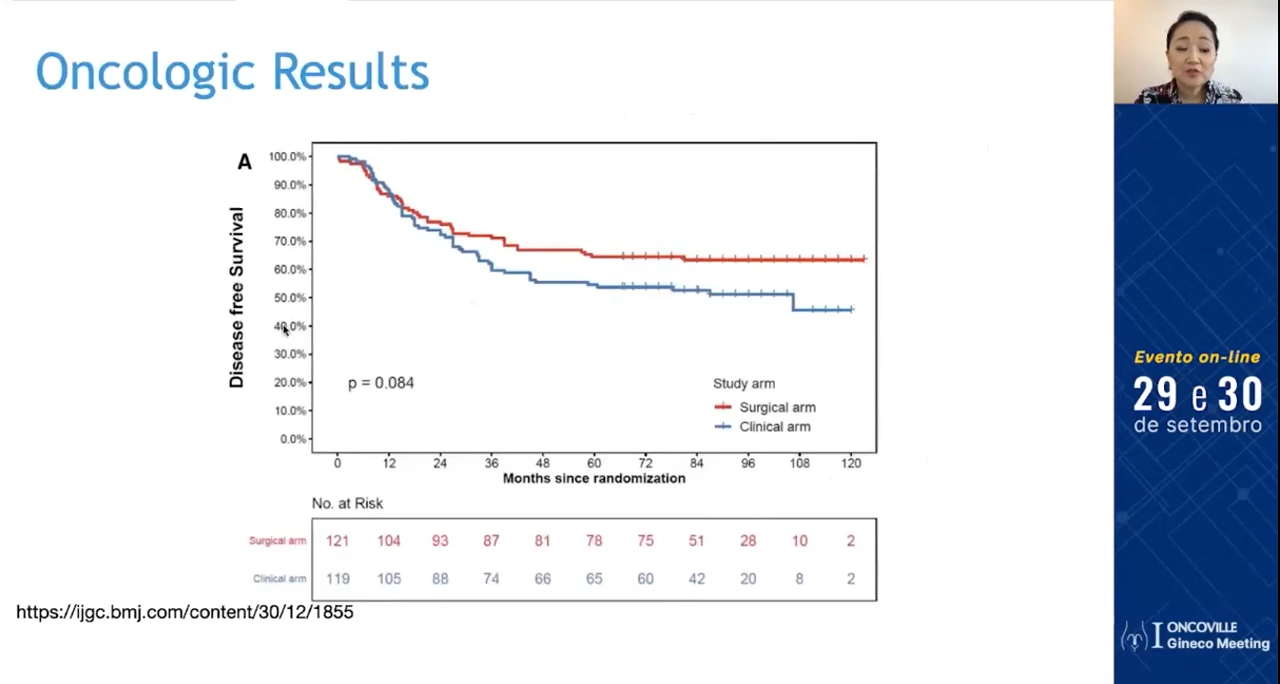 Oncologic Results
A
Disease free Survival
100.0%
90.0%
80.0%
70.0%
60.0%
50.0%
40.0%
30.0%
20.0%
10.0%
0.0%
p = 0.084
Study arm
Surgical arm
Clinical arm
0 12 24 36 48 60 72 84 96 108 120
Months since randomization
No. at Risk
Surgical arm 121 104 93 87 81 78 75 51 28 10 2
Clinical arm 119 105 88 74 66 65 60 42 20 8 2
https://ijgc.bmj.com/content/30/12/1855
Evento on-line
29 e 30
de setembro
I ONCOVILLE
Gineco Meeting